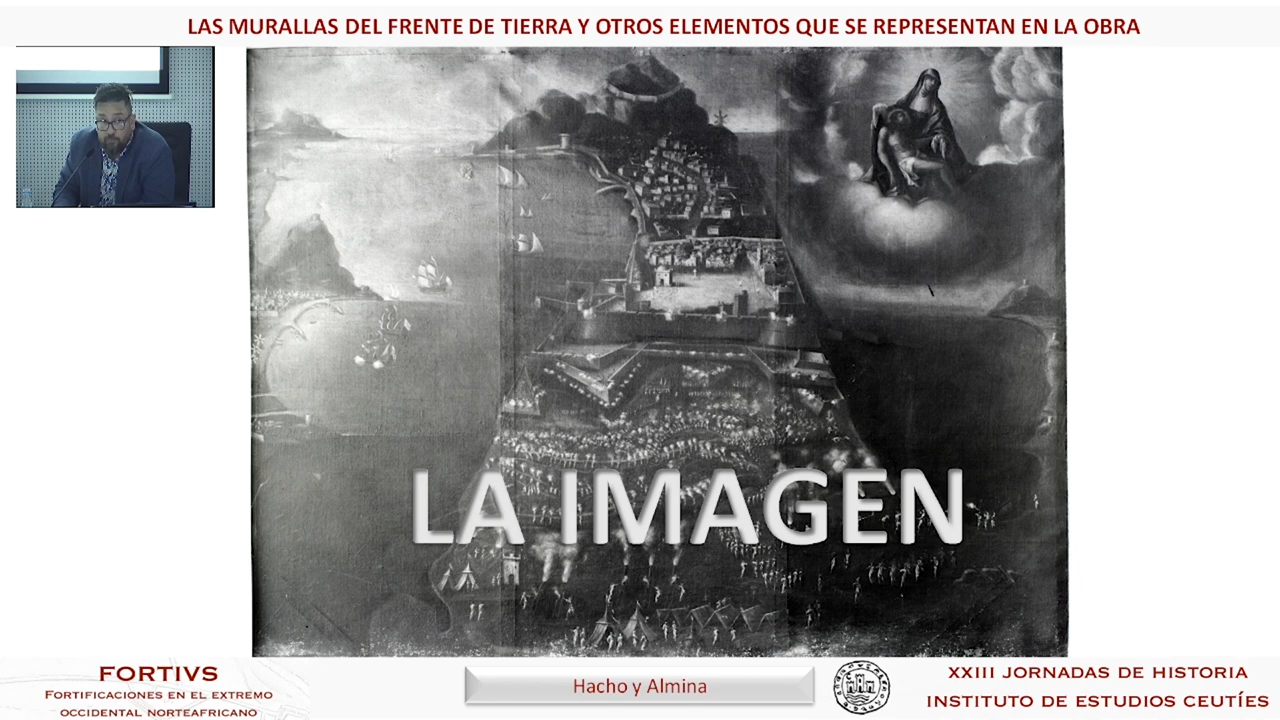 LAS MURALLAS DEL FRENTE DE TIERRA Y OTROS ELEMENTOS QUE SE REPRESENTAN EN LA OBRA
LA IMAGEN
FORTIVS
FORTIFICACIONES EN EL EXTREMO
OCCIDENTAL NORTEAFRICANO
Hacho y Almina
XXIII JORNADAS DE HISTORIA
INSTITUTO DE ESTUDIOS CEUTÍES